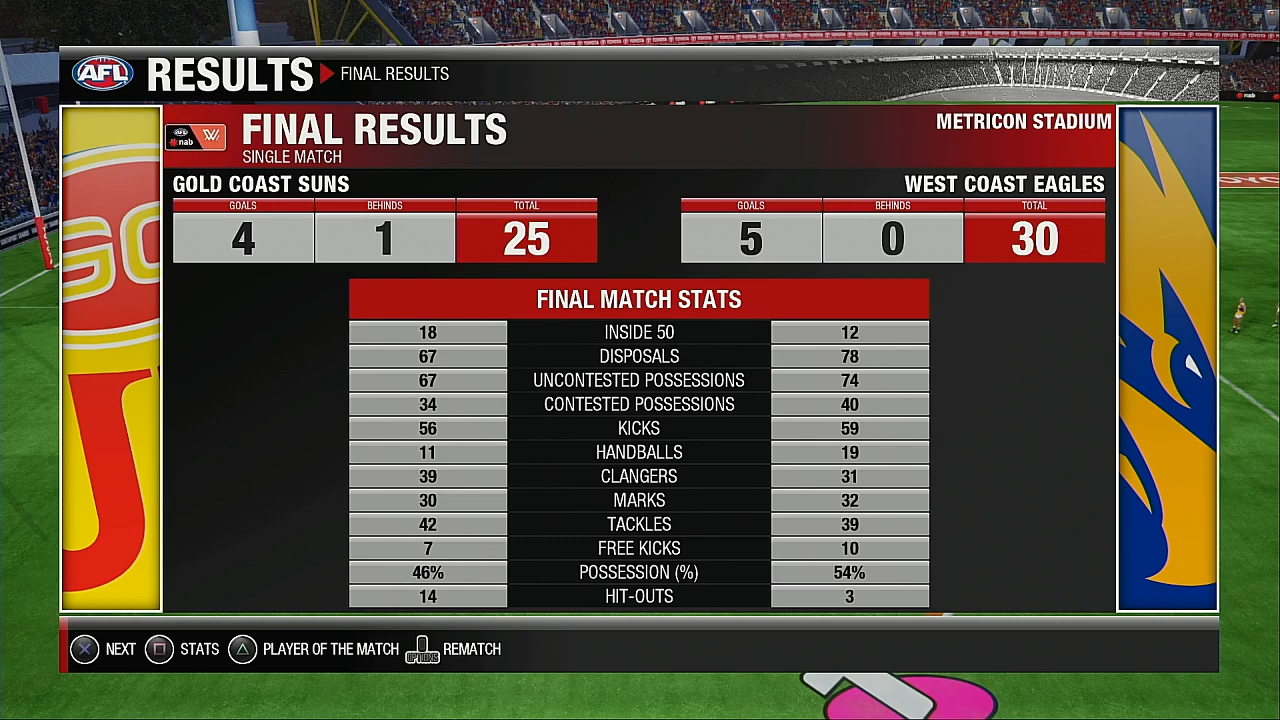 AFL RESULTS FINAL RESULTS
AFL nab W FINAL RESULTS METRICON STADIUM
SINGLE MATCH
GOLD COAST SUNS WEST COAST EAGLES
GOALS BEHINDS TOTAL GOALS BEHINDS TOTAL
4 1 25 5 0 30
FINAL MATCH STATS
18 INSIDE 50 12
67 DISPOSALS 78
67 UNCONTESTED POSSESSIONS 74
34 CONTESTED POSSESSIONS 40
56 KICKS 59
11 HANDBALLS 19
39 CLANGERS 31
30 MARKS 32
42 TACKLES 39
7 FREE KICKS 10
46% POSSESSION (%) 54%
14 HIT-OUTS 3
NEXT STATS PLAYER OF THE MATCH OPTIONS REMATCH